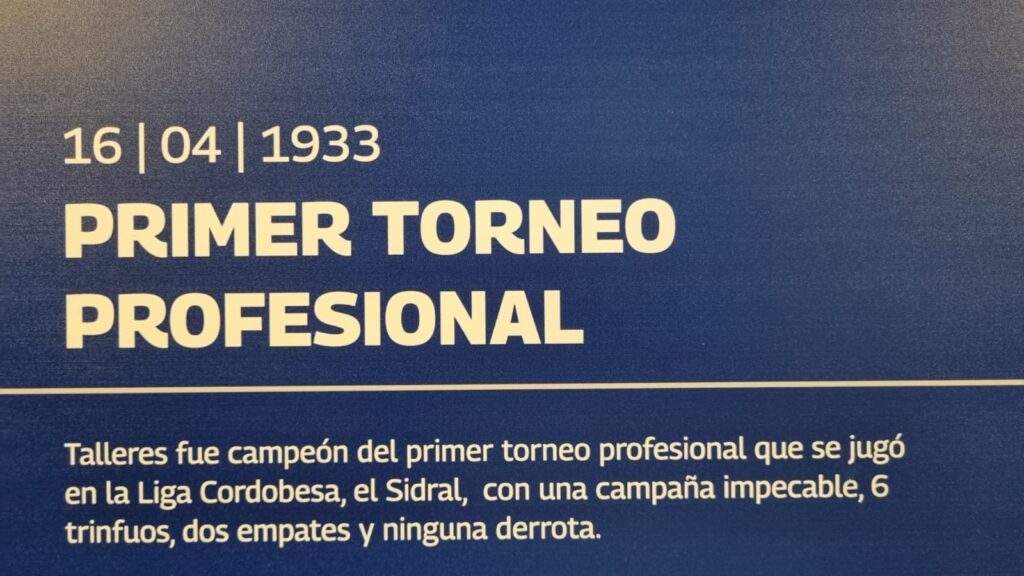 16 | 04 | 1933
PRIMER TORNEO
PROFESIONAL
Talleres fue campeón del primer torneo profesional que se jugó
en la Liga Cordobesa, el Sidral, con una campaña impecable, 6
trinfuos, dos empates y ninguna derrota.